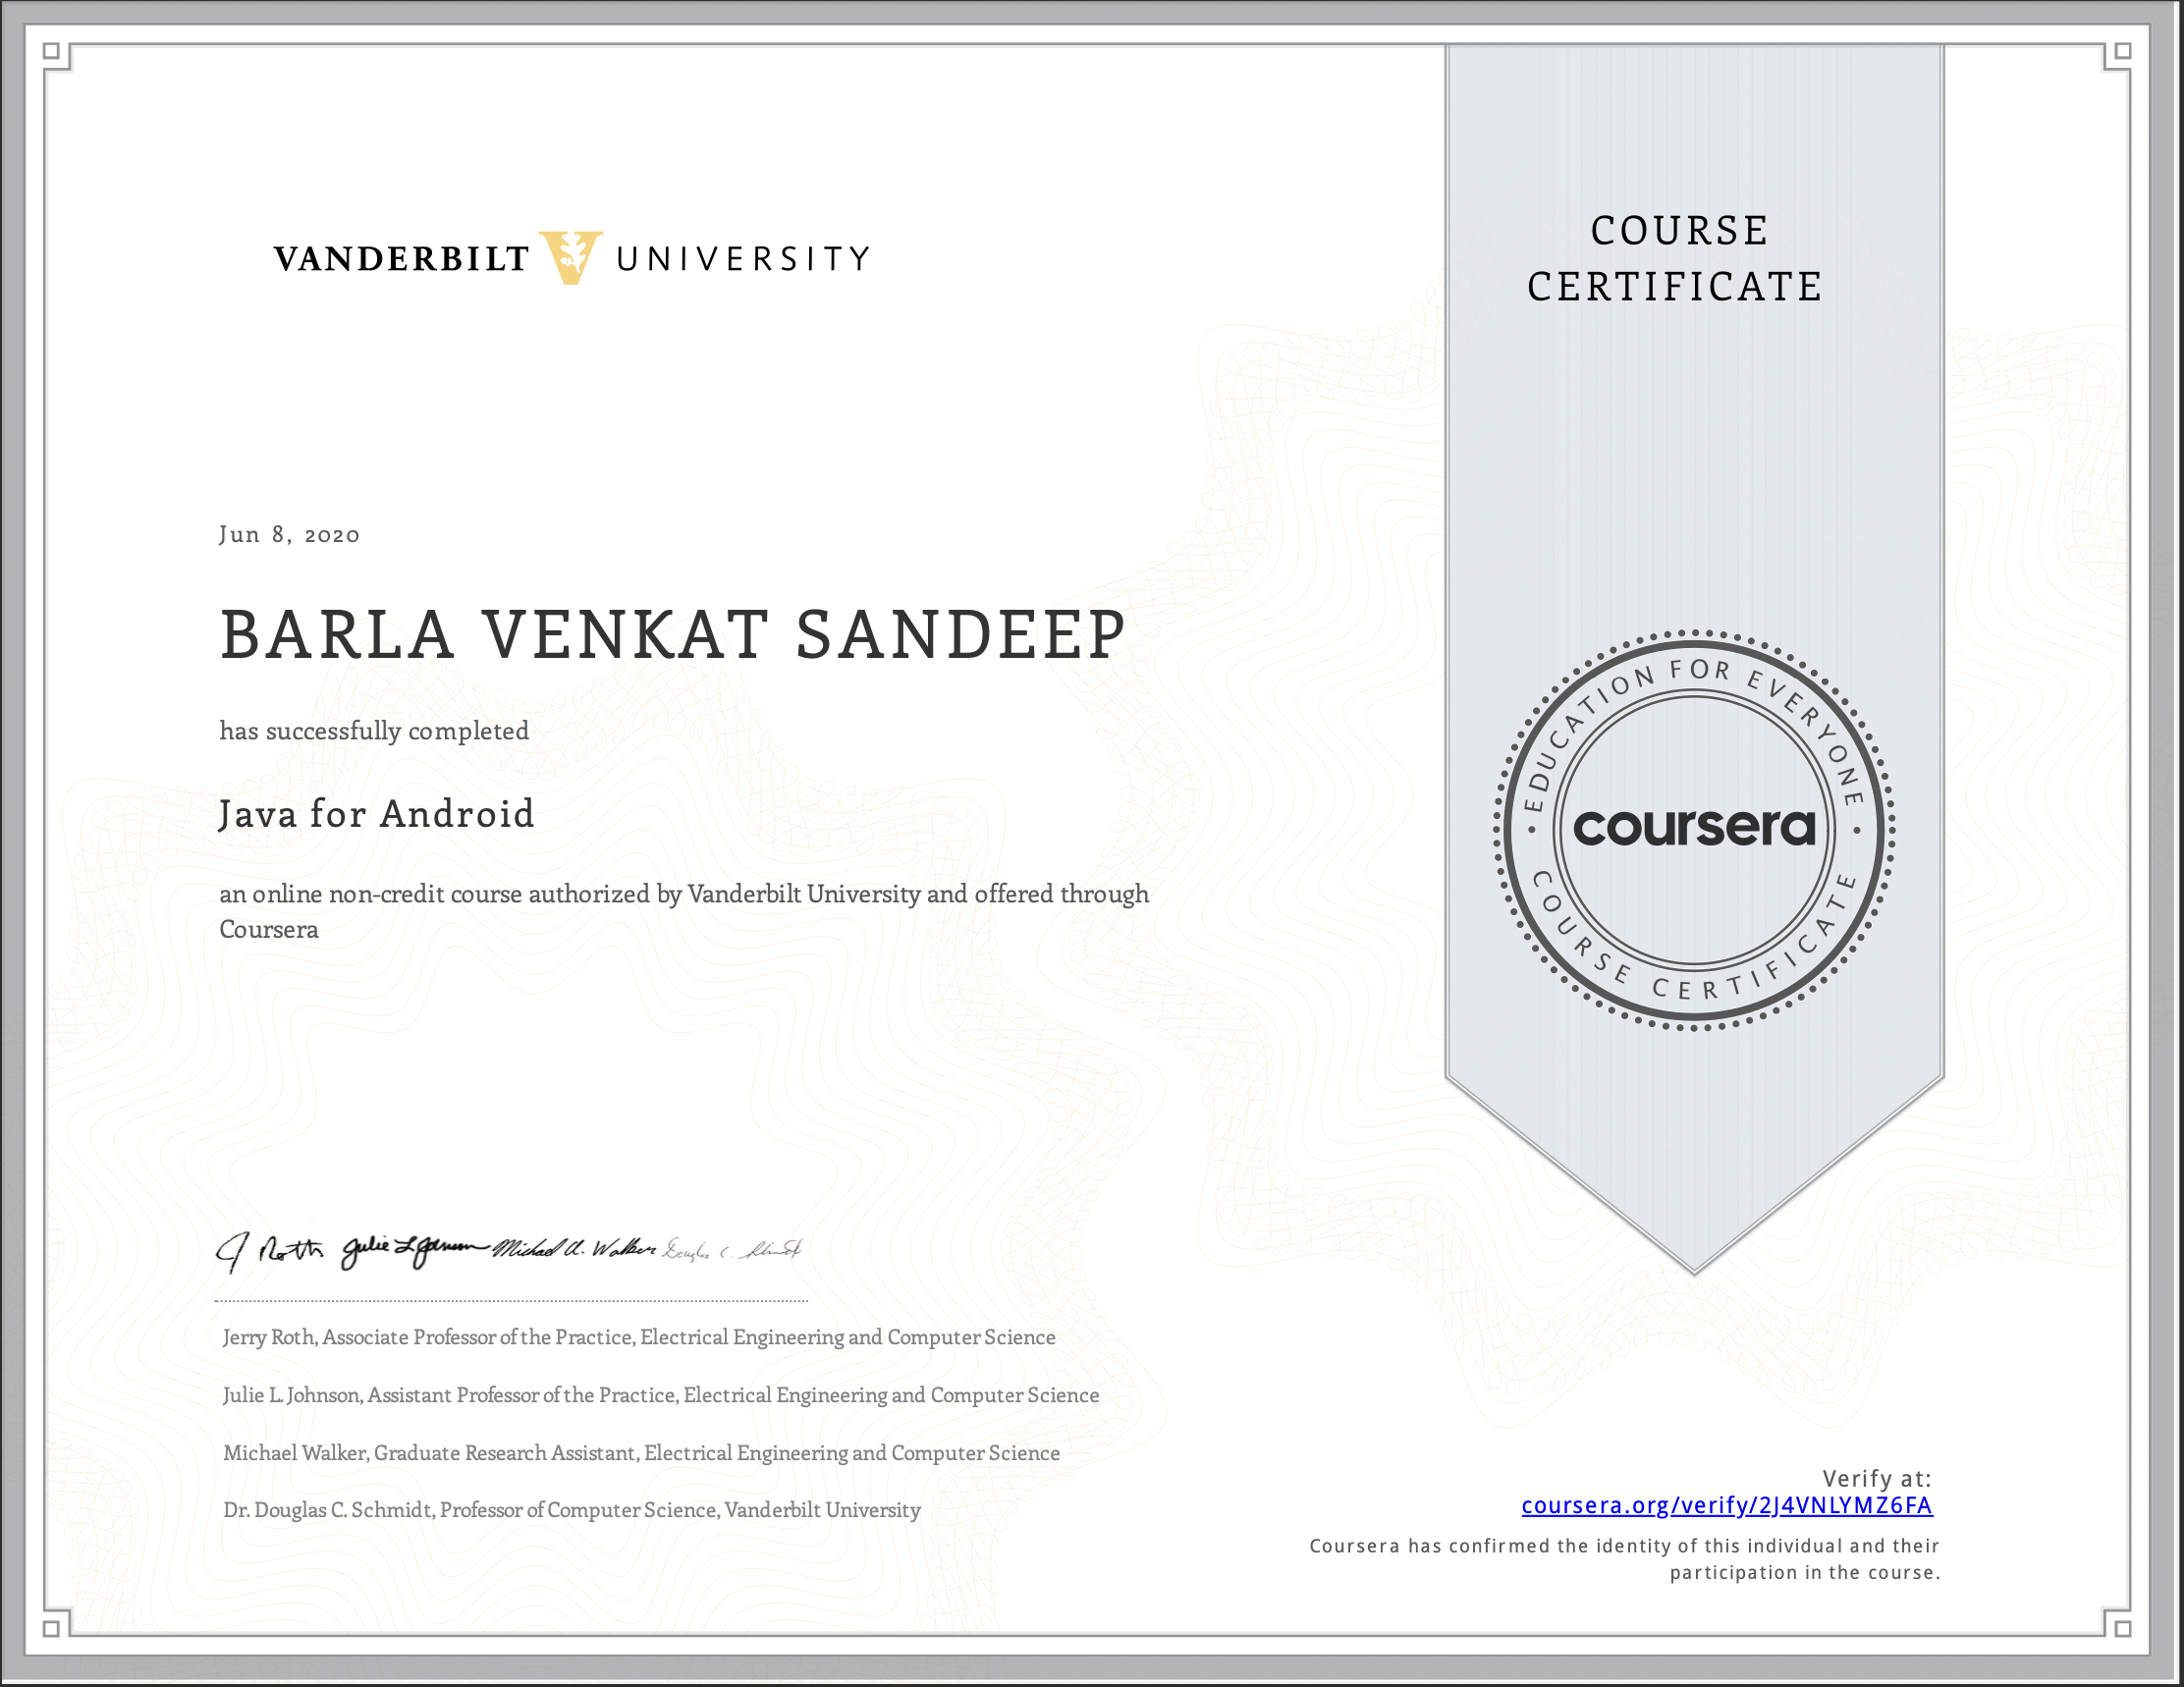 VANDERBILT UNIVERSITY
COURSE
CERTIFICATE
Jun 8, 2020
BARLA VENKAT SANDEEP
has successfully completed
Java for Android
an online non-credit course authorized by Vanderbilt University and offered through
Coursera
EDUCATION FOR EVERYONE
coursera
COURSE CERTIFICATE
J Roth Julie L Johnson Michael A. Walker Douglas C. Schmidt
Jerry Roth, Associate Professor of the Practice, Electrical Engineering and Computer Science
Julie L. Johnson, Assistant Professor of the Practice, Electrical Engineering and Computer Science
Michael Walker, Graduate Research Assistant, Electrical Engineering and Computer Science
Dr. Douglas C. Schmidt, Professor of Computer Science, Vanderbilt University
Verify at:
coursera.org/verify/2J4VNLYMZ6FA
Coursera has confirmed the identity of this individual and their
participation in the course.